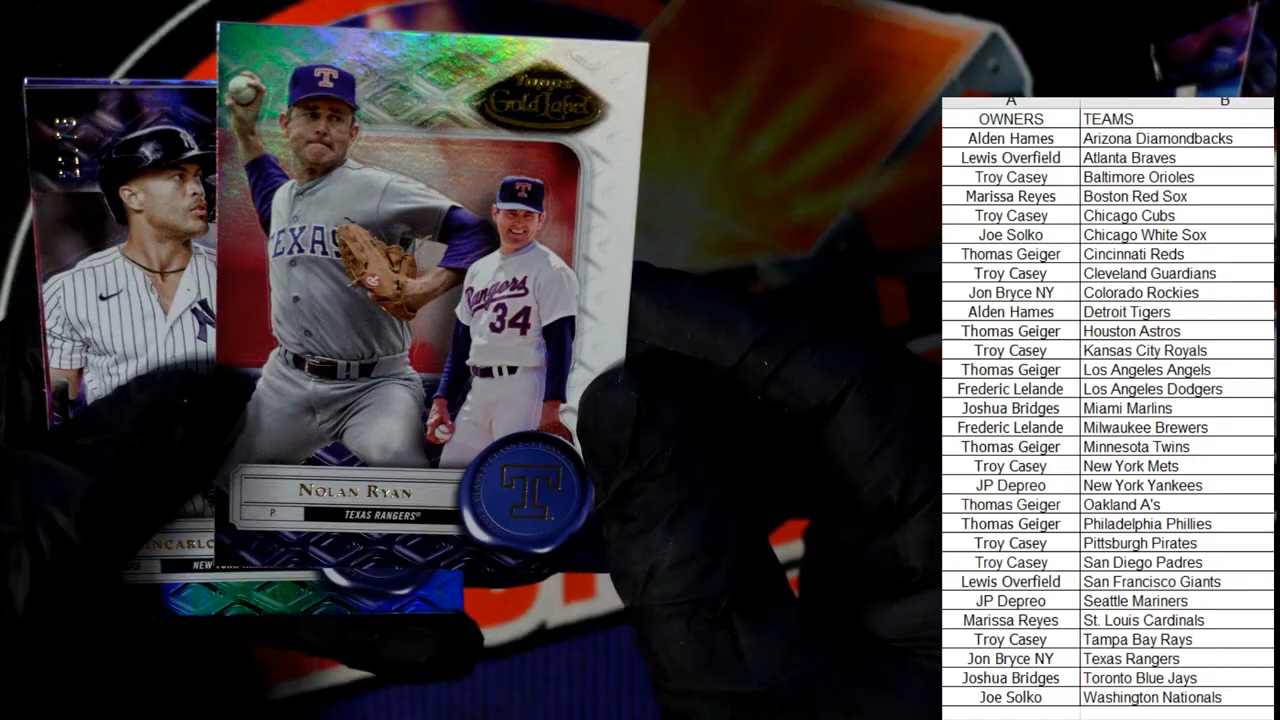 Topps
Gold Label
T
T
TEXAS
Rangers
34
NOLAN RYAN
P
TEXAS RANGERS
T
A B
OWNERS TEAMS
Alden Hames Arizona Diamondbacks
Lewis Overfield Atlanta Braves
Troy Casey Baltimore Orioles
Marissa Reyes Boston Red Sox
Troy Casey Chicago Cubs
Joe Solko Chicago White Sox
Thomas Geiger Cincinnati Reds
Troy Casey Cleveland Guardians
Jon Bryce NY Colorado Rockies
Alden Hames Detroit Tigers
Thomas Geiger Houston Astros
Troy Casey Kansas City Royals
Thomas Geiger Los Angeles Angels
Frederic Lelande Los Angeles Dodgers
Joshua Bridges Miami Marlins
Frederic Lelande Milwaukee Brewers
Thomas Geiger Minnesota Twins
Troy Casey New York Mets
JP Depreo New York Yankees
Thomas Geiger Oakland A's
Thomas Geiger Philadelphia Phillies
Troy Casey Pittsburgh Pirates
Troy Casey San Diego Padres
Lewis Overfield San Francisco Giants
JP Depreo Seattle Mariners
Marissa Reyes St. Louis Cardinals
Troy Casey Tampa Bay Rays
Jon Bryce NY Texas Rangers
Joshua Bridges Toronto Blue Jays
Joe Solko Washington Nationals